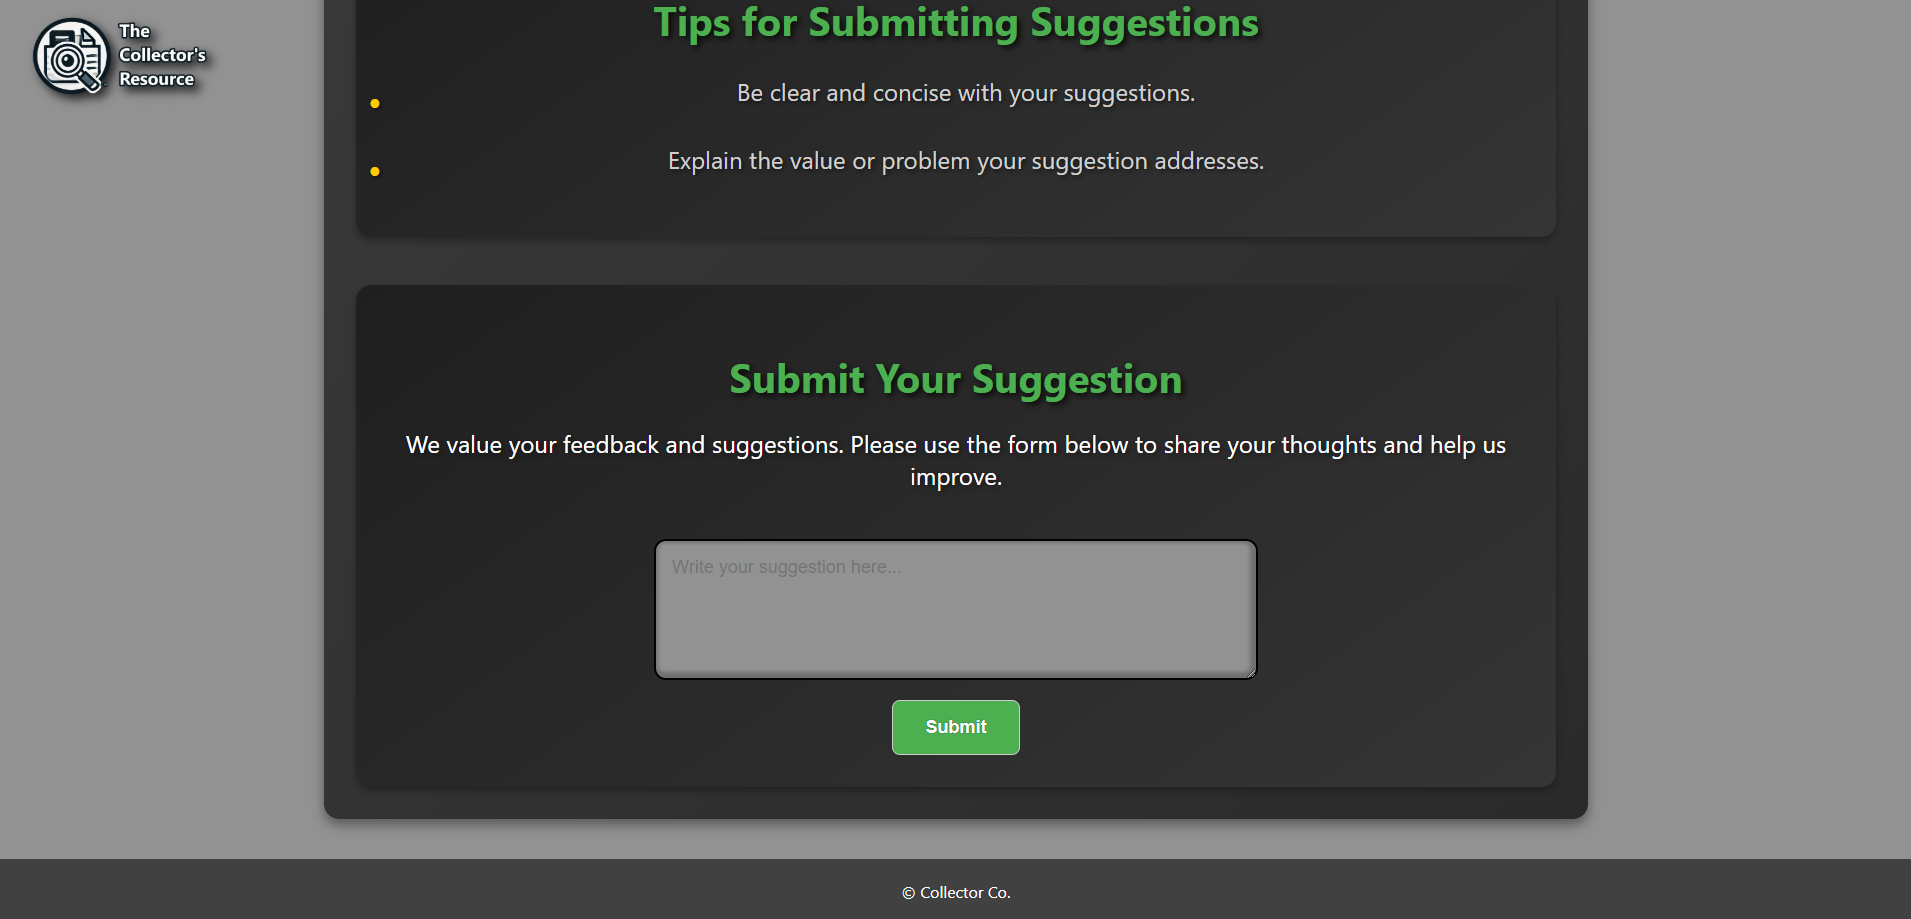 The
Collector's
Resource
Tips for Submitting Suggestions
Be clear and concise with your suggestions.
Explain the value or problem your suggestion addresses.
Submit Your Suggestion
We value your feedback and suggestions. Please use the form below to share your thoughts and help us
improve.
Write your suggestion here...
Submit
© Collector Co.